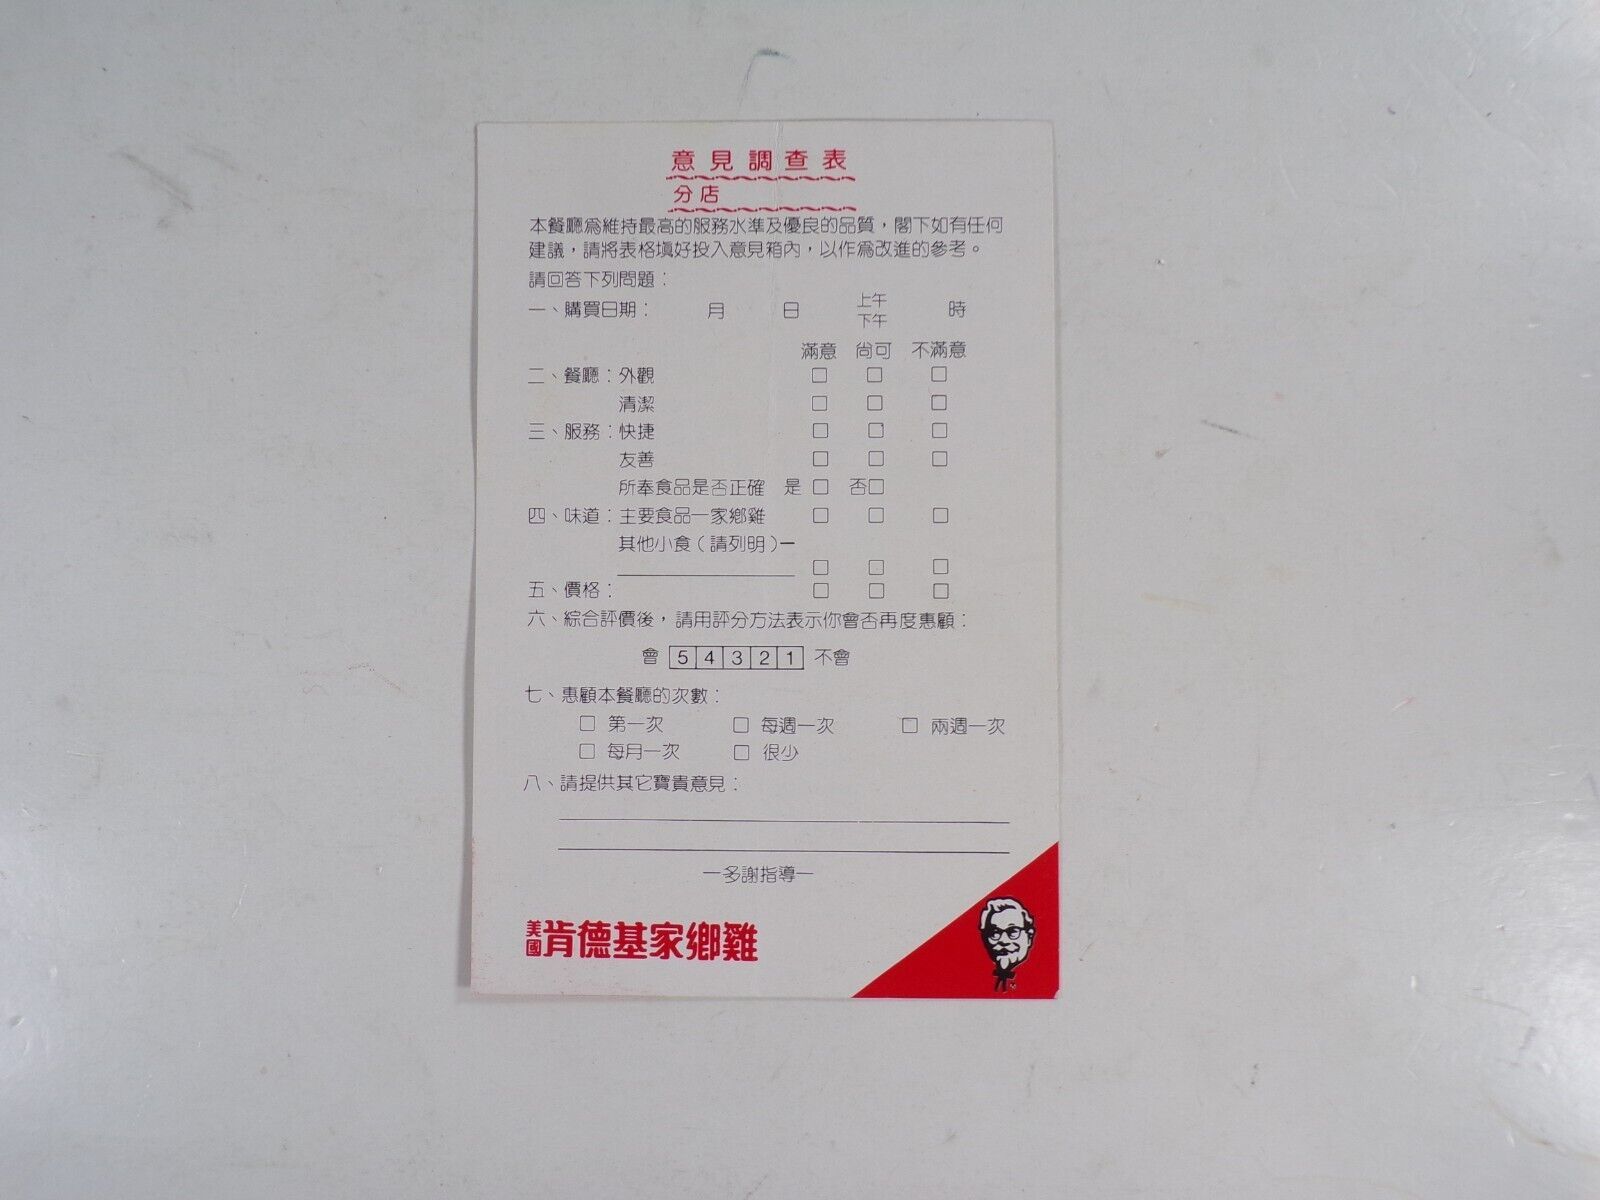 意見調查表
分店
本餐廳為維持最高的服務水準及優良的品質，閣下如有任何
建議，請將表格填好投入意見箱內，以作為改進的參考。
請回答下列問題：
一、購買日期：　月　日　上午　時
下午
滿意　尚可　不滿意
二、餐廳：外觀 □ □ □
清潔 □ □ □
三、服務：快捷 □ □ □
友善 □ □ □
所奉食品是否正確　是 □　否□
四、味道：主要食品—家鄉雞 □ □ □
其他小食（請列明）—
□ □ □
五、價格： □ □ □
六、綜合評價後，請用評分方法表示你會否再度惠顧：
會 5 4 3 2 1 不會
七、惠顧本餐廳的次數：
□ 第一次　□ 每週一次　□ 兩週一次
□ 每月一次　□ 很少
八、請提供其它寶貴意見：
—多謝指導—
美國肯德基家鄉雞